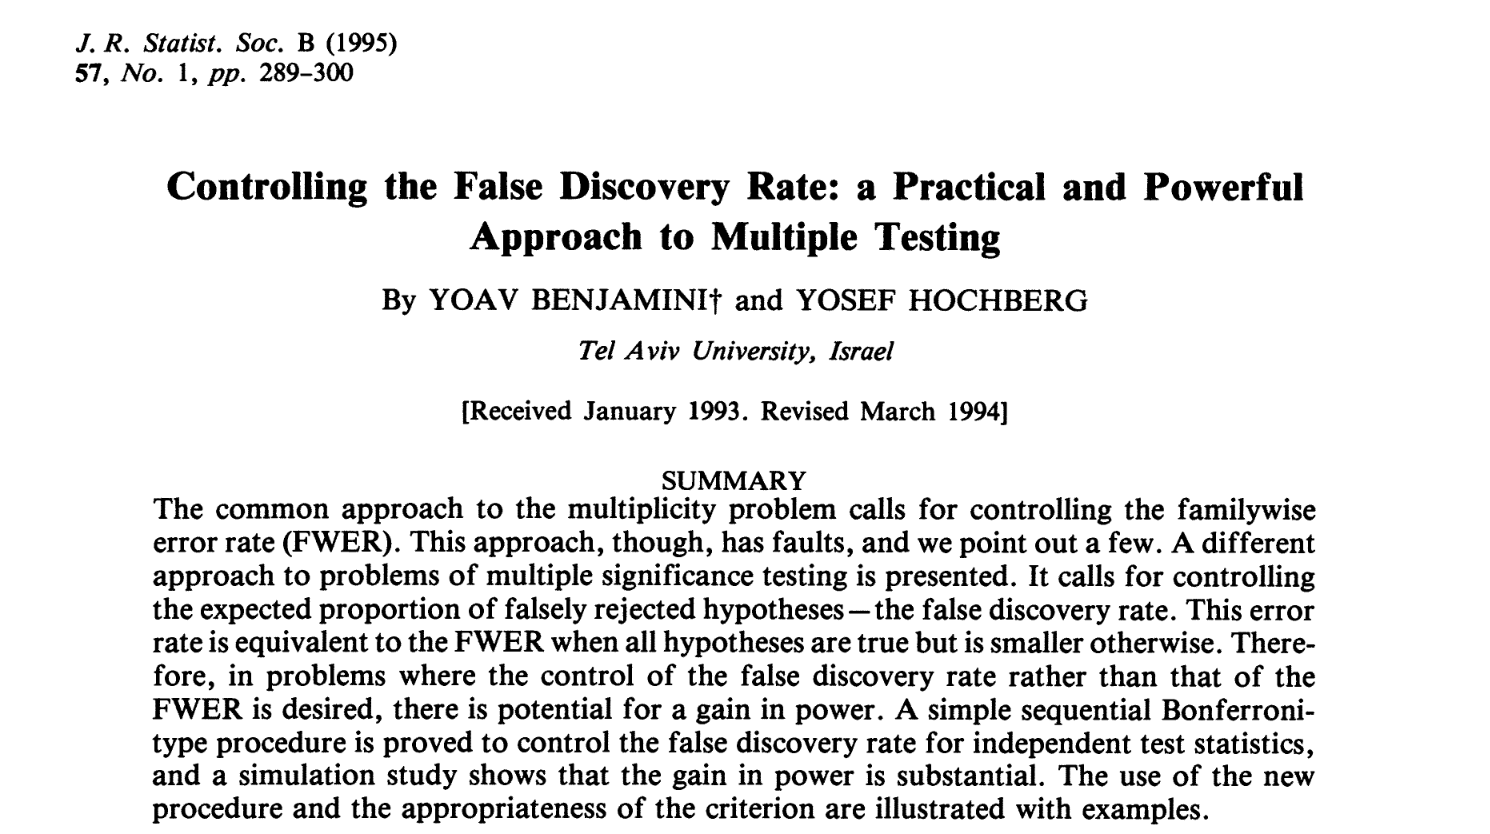 J. R. Statist. Soc. B (1995)
57, No. 1, pp. 289–300
Controlling the False Discovery Rate: a Practical and Powerful
Approach to Multiple Testing
By YOAV BENJAMINI† and YOSEF HOCHBERG
Tel Aviv University, Israel
[Received January 1993. Revised March 1994]
SUMMARY
The common approach to the multiplicity problem calls for controlling the familywise
error rate (FWER). This approach, though, has faults, and we point out a few. A different
approach to problems of multiple significance testing is presented. It calls for controlling
the expected proportion of falsely rejected hypotheses—the false discovery rate. This error
rate is equivalent to the FWER when all hypotheses are true but is smaller otherwise. There-
fore, in problems where the control of the false discovery rate rather than that of the
FWER is desired, there is potential for a gain in power. A simple sequential Bonferroni-
type procedure is proved to control the false discovery rate for independent test statistics,
and a simulation study shows that the gain in power is substantial. The use of the new
procedure and the appropriateness of the criterion are illustrated with examples.